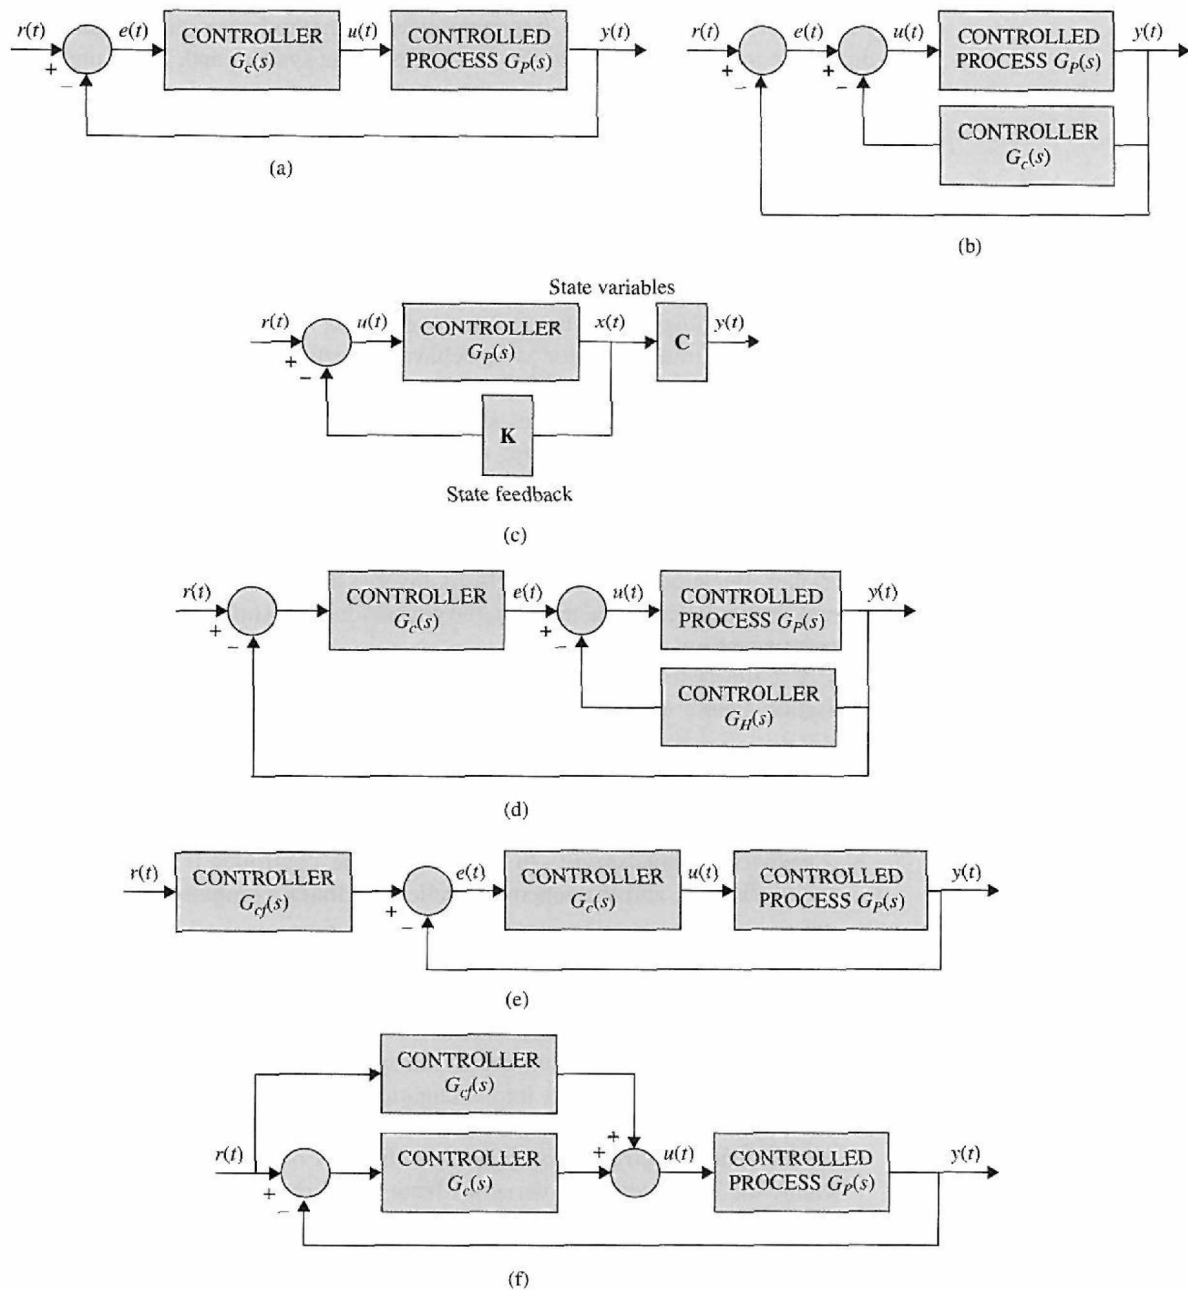 r(t)
e(t)
CONTROLLER
G_c(s)
u(t)
CONTROLLED
PROCESS G_P(s)
y(t)
+
−
(a)
r(t)
e(t)
u(t)
CONTROLLED
PROCESS G_P(s)
y(t)
+
−
+
−
CONTROLLER
G_c(s)
(b)
State variables
r(t)
u(t)
CONTROLLER
G_P(s)
x(t)
C
y(t)
+
−
K
State feedback
(c)
r(t)
CONTROLLER
G_c(s)
e(t)
u(t)
CONTROLLED
PROCESS G_P(s)
y(t)
+
−
+
−
CONTROLLER
G_H(s)
(d)
r(t)
CONTROLLER
G_cf(s)
e(t)
CONTROLLER
G_c(s)
u(t)
CONTROLLED
PROCESS G_P(s)
y(t)
+
−
(e)
CONTROLLER
G_cf(s)
r(t)
CONTROLLER
G_c(s)
+
+
u(t)
CONTROLLED
PROCESS G_P(s)
y(t)
+
−
(f)